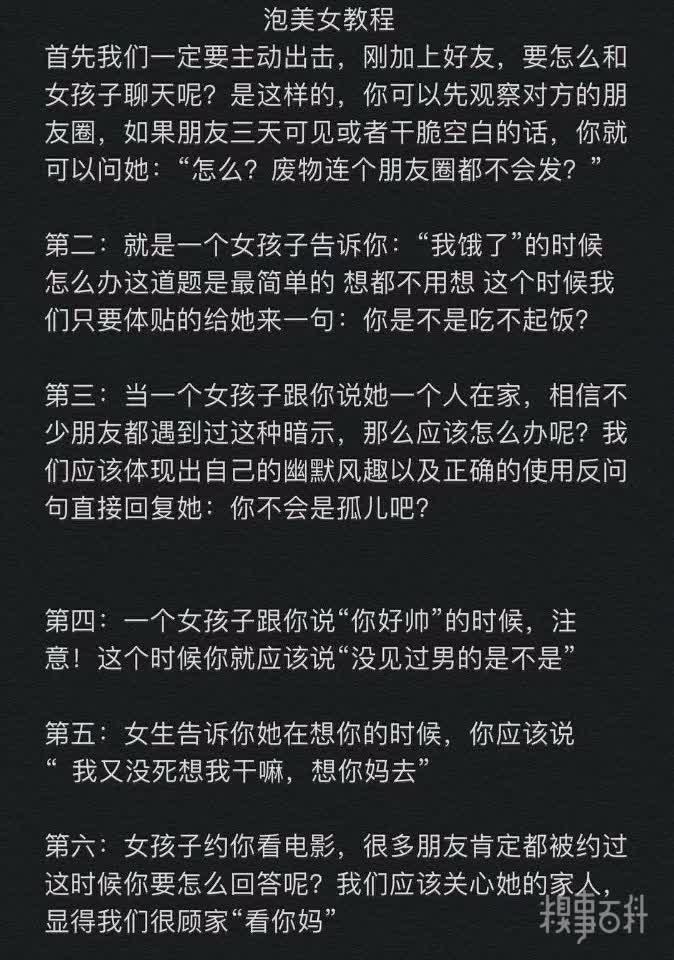 泡美女教程
首先我们一定要主动出击，刚加上好友，要怎么和
女孩子聊天呢？是这样的，你可以先观察对方的朋
友圈，如果朋友三天可见或者干脆空白的话，你就
可以问她：“怎么？废物连个朋友圈都不会发？”
第二：就是一个女孩子告诉你：“我饿了”的时候
怎么办这道题是最简单的 想都不用想 这个时候我
们只要体贴的给她来一句：你是不是吃不起饭？
第三：当一个女孩子跟你说她一个人在家，相信不
少朋友都遇到过这种暗示，那么应该怎么办呢？我
们应该体现出自己的幽默风趣以及正确的使用反问
句直接回复她：你不会是孤儿吧？
第四：一个女孩子跟你说“你好帅”的时候，注
意！这个时候你就应该说“没见过男的是不是”
第五：女生告诉你她在想你的时候，你应该说
“ 我又没死想我干嘛，想你妈去”
第六：女孩子约你看电影，很多朋友肯定都被约过
这时候你要怎么回答呢？我们应该关心她的家人，
显得我们很顾家“看你妈”
糗事百科